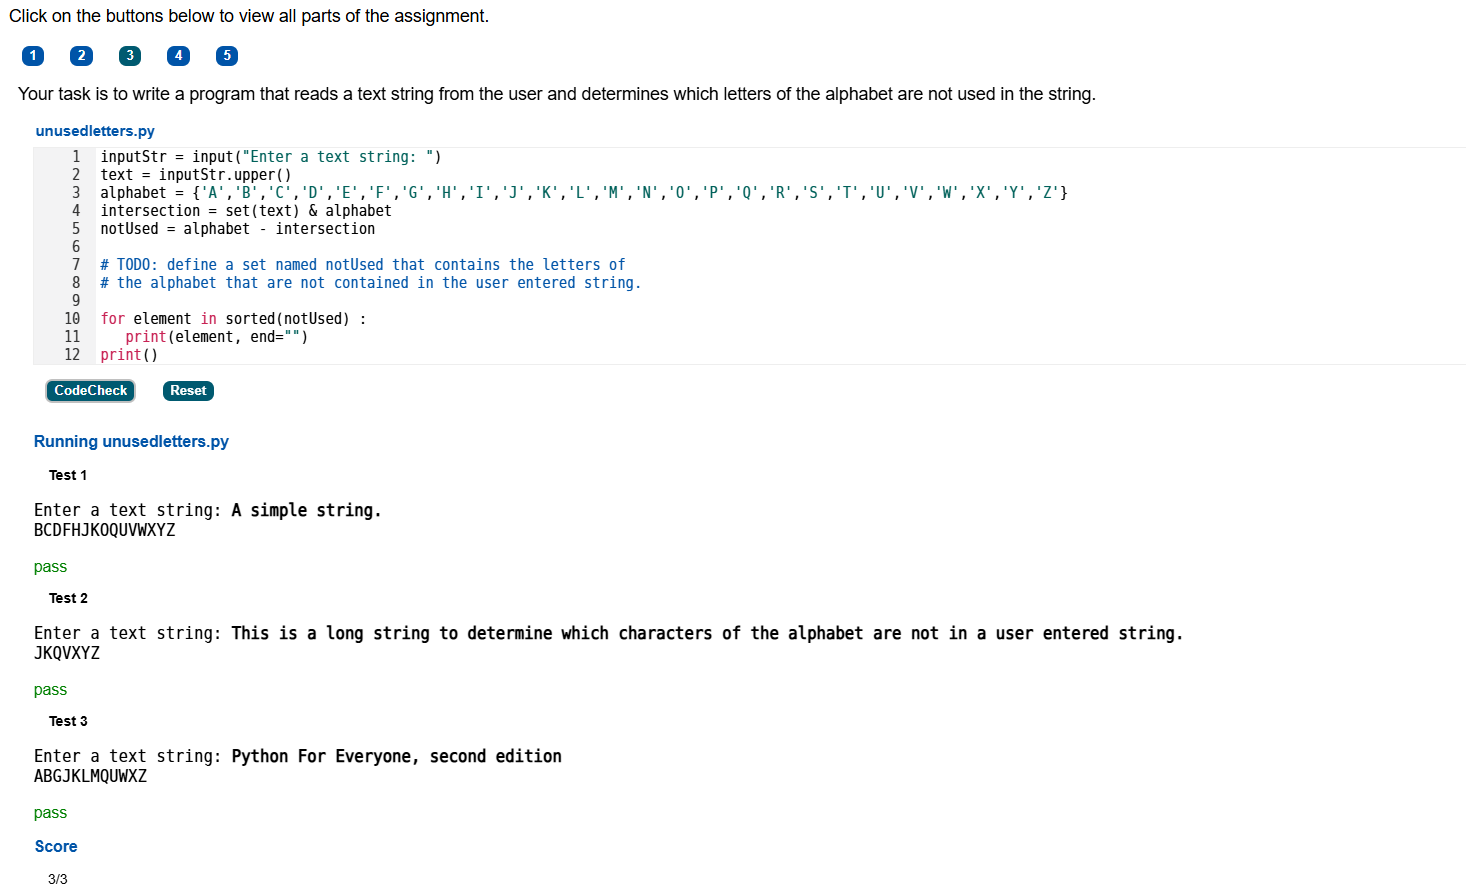 Click on the buttons below to view all parts of the assignment.
1 2 3 4 5
Your task is to write a program that reads a text string from the user and determines which letters of the alphabet are not used in the string.
unusedletters.py
1 inputStr = input("Enter a text string: ")
2 text = inputStr.upper()
3 alphabet = {'A','B','C','D','E','F','G','H','I','J','K','L','M','N','O','P','Q','R','S','T','U','V','W','X','Y','Z'}
4 intersection = set(text) & alphabet
5 notUsed = alphabet - intersection
6
7 # TODO: define a set named notUsed that contains the letters of
8 # the alphabet that are not contained in the user entered string.
9
10 for element in sorted(notUsed) :
11    print(element, end="")
12 print()
CodeCheck Reset
Running unusedletters.py
Test 1
Enter a text string: A simple string.
BCDFHJKOQUVWXYZ
pass
Test 2
Enter a text string: This is a long string to determine which characters of the alphabet are not in a user entered string.
JKQVXYZ
pass
Test 3
Enter a text string: Python For Everyone, second edition
ABGJKLMQUWXZ
pass
Score
3/3